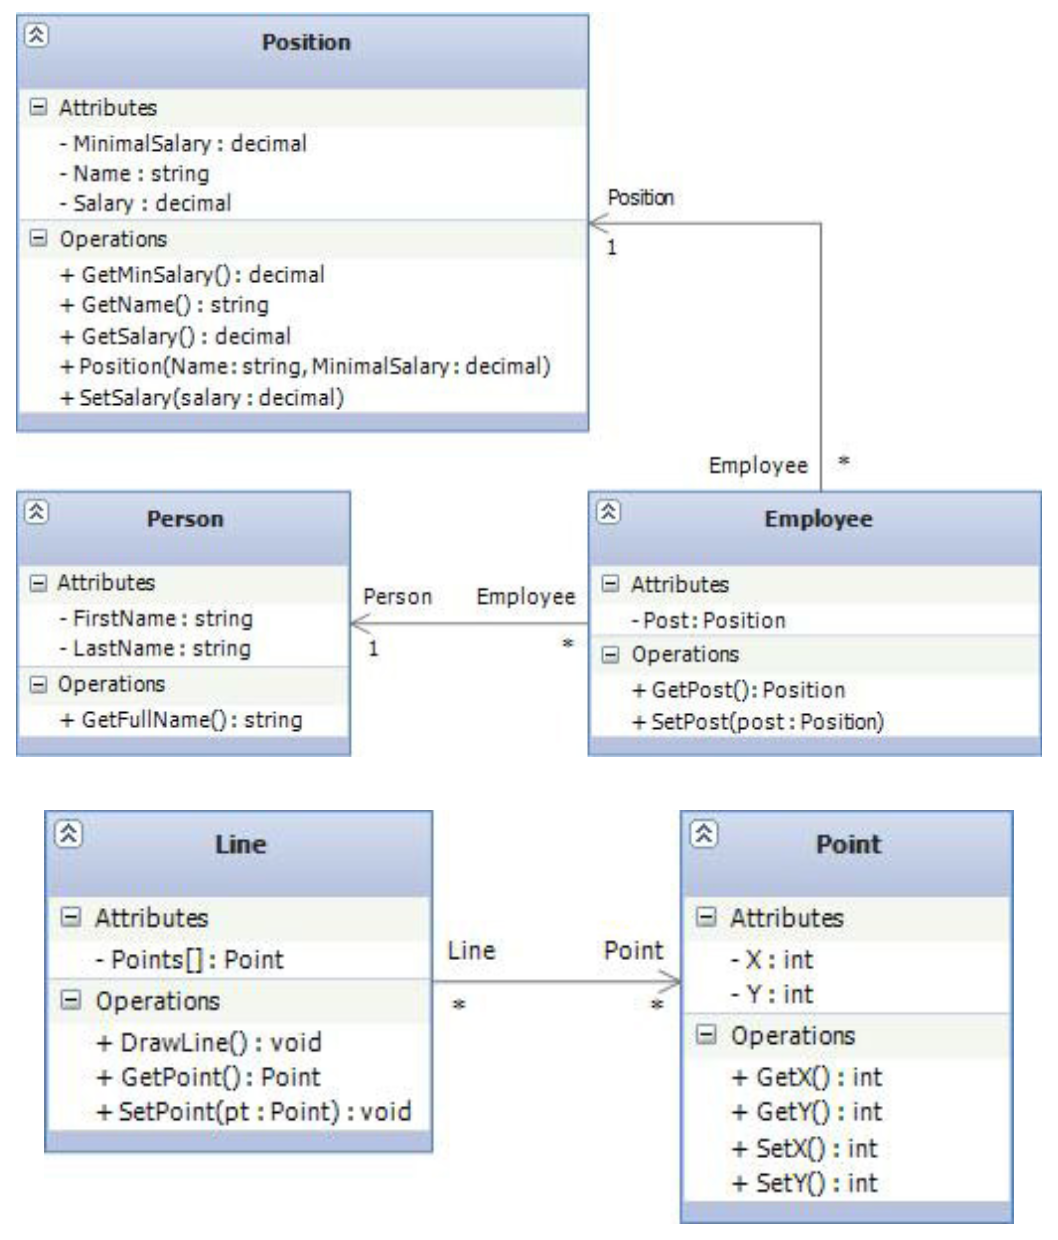 Position
Attributes
- MinimalSalary : decimal
- Name : string
- Salary : decimal
Operations
+ GetMinSalary() : decimal
+ GetName() : string
+ GetSalary() : decimal
+ Position(Name: string, MinimalSalary : decimal)
+ SetSalary(salary : decimal)
Position
1
Employee *
Person
Attributes
- FirstName : string
- LastName : string
Operations
+ GetFullName() : string
Person Employee
1 *
Employee
Attributes
- Post : Position
Operations
+ GetPost() : Position
+ SetPost(post : Position)
Line
Attributes
- Points[] : Point
Operations
+ DrawLine() : void
+ GetPoint() : Point
+ SetPoint(pt : Point) : void
Line Point
* *
Point
Attributes
- X : int
- Y : int
Operations
+ GetX() : int
+ GetY() : int
+ SetX() : int
+ SetY() : int